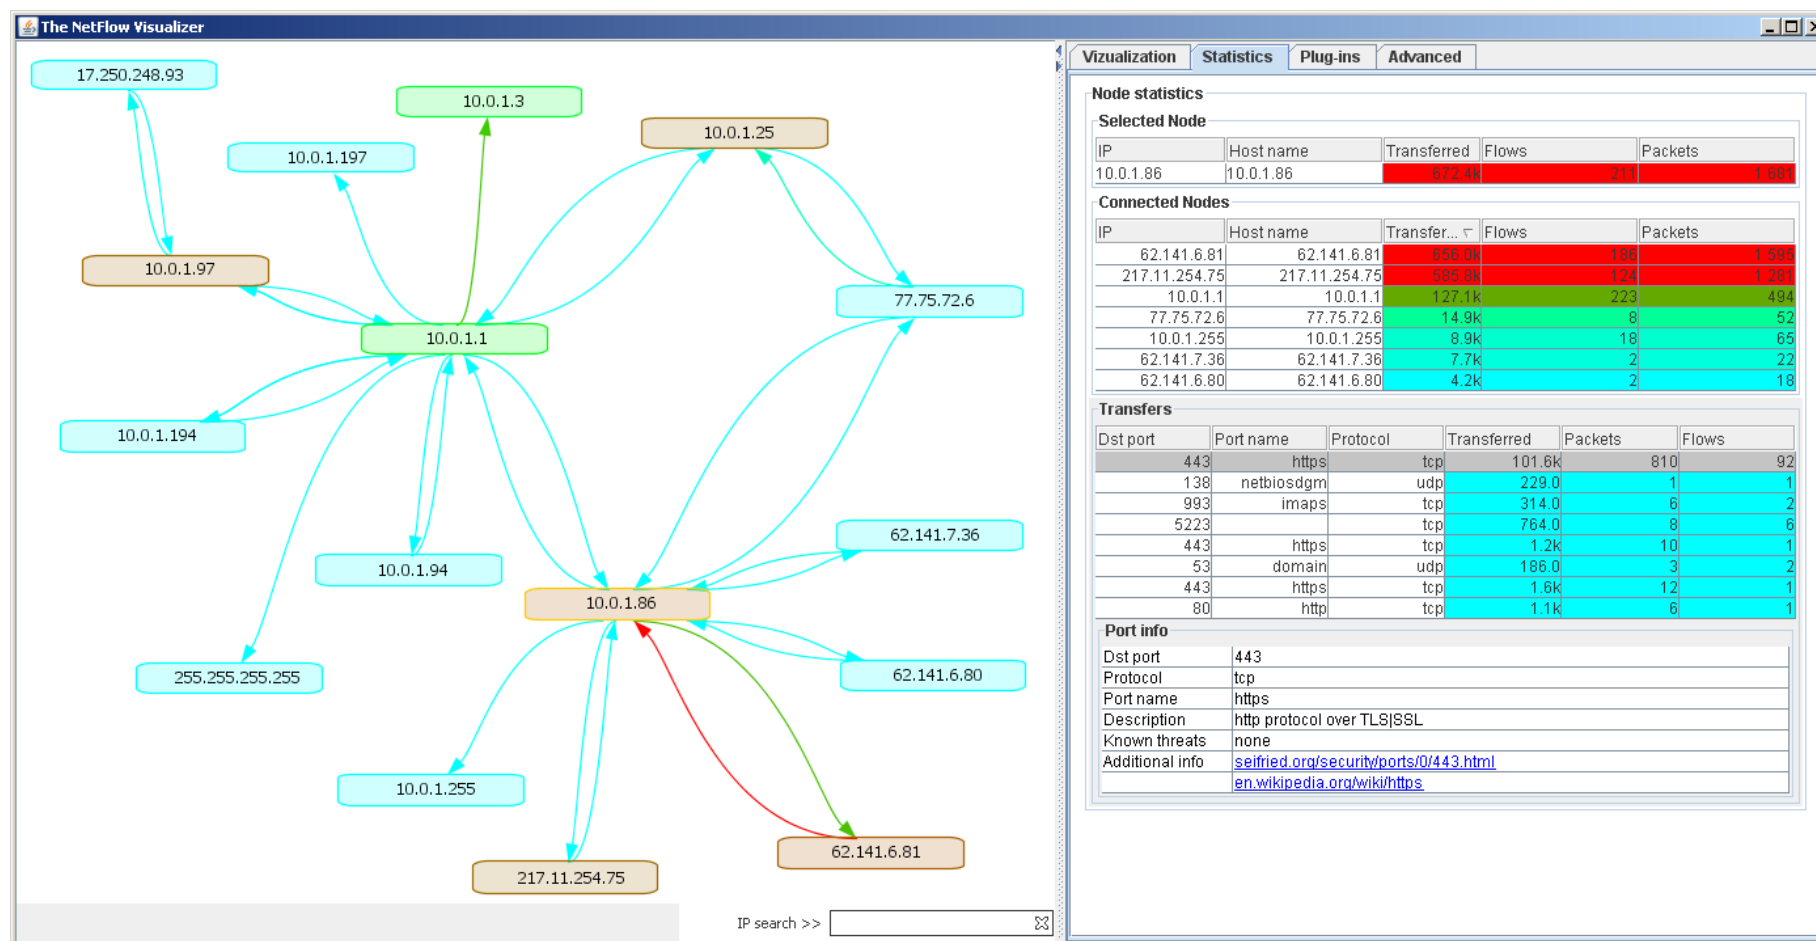 The NetFlow Visualizer
17.250.248.93
10.0.1.3
10.0.1.25
10.0.1.197
10.0.1.97
77.75.72.6
10.0.1.1
10.0.1.194
62.141.7.36
10.0.1.94
10.0.1.86
62.141.6.80
255.255.255.255
10.0.1.255
62.141.6.81
217.11.254.75
IP search >>
Vizualization Statistics Plug-ins Advanced
Node statistics
Selected Node
IP Host name Transferred Flows Packets
10.0.1.86 10.0.1.86 672.4k 211 1 681
Connected Nodes
IP Host name Transfer... Flows Packets
62.141.6.81 62.141.6.81 656.0k 186 1 595
217.11.254.75 217.11.254.75 585.8k 124 1 281
10.0.1.1 10.0.1.1 127.1k 223 494
77.75.72.6 77.75.72.6 14.9k 8 52
10.0.1.255 10.0.1.255 8.9k 18 65
62.141.7.36 62.141.7.36 7.7k 2 22
62.141.6.80 62.141.6.80 4.2k 2 18
Transfers
Dst port Port name Protocol Transferred Packets Flows
443 https tcp 101.6k 810 92
138 netbiosdgm udp 229.0 1 1
993 imaps tcp 314.0 6 2
5223 tcp 764.0 8 6
443 https tcp 1.2k 10 1
53 domain udp 186.0 3 2
443 https tcp 1.6k 12 1
80 http tcp 1.1k 6 1
Port info
Dst port 443
Protocol tcp
Port name https
Description http protocol over TLS|SSL
Known threats none
Additional info seifried.org/security/ports/0/443.html
en.wikipedia.org/wiki/https